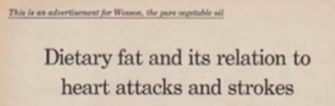 This is an advertisement for Wesson, the pure vegetable oil
Dietary fat and its relation to
heart attacks and strokes